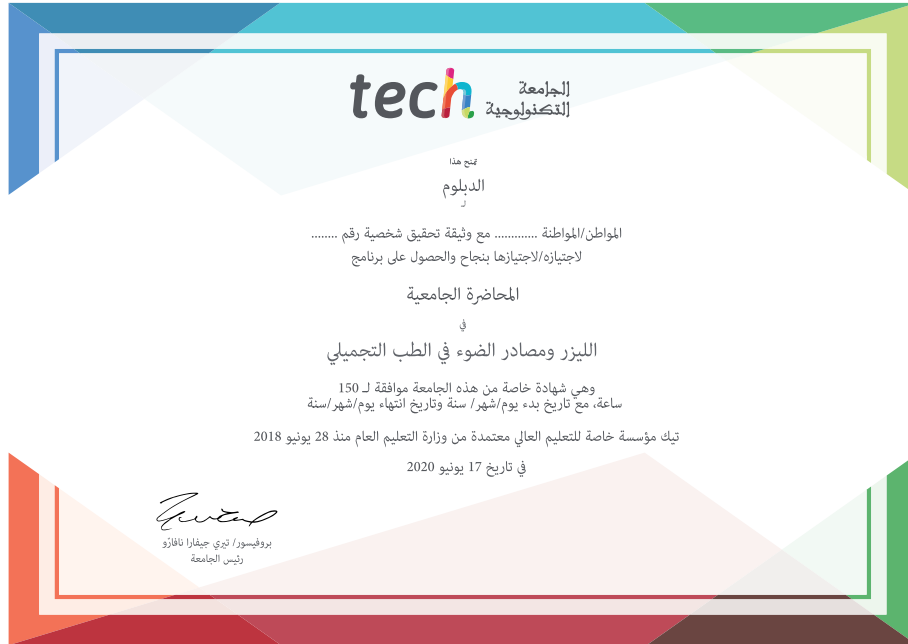 tech الجامعة
التكنولوجية
تمنح هذا
الدبلوم
لـ
المواطن/المواطنة ............. مع وثيقة تحقيق شخصية رقم ........
لاجتيازه/لاجتيازها بنجاح والحصول على برنامج
المحاضرة الجامعية
في
الليزر ومصادر الضوء في الطب التجميلي
وهي شهادة خاصة من هذه الجامعة موافقة لـ 150
ساعة، مع تاريخ بدء يوم/شهر/ سنة وتاريخ انتهاء يوم/شهر/سنة
تيك مؤسسة خاصة للتعليم العالي معتمدة من وزارة التعليم العام منذ 28 يونيو 2018
في تاريخ 17 يونيو 2020
بروفيسور/ تيري جيفارا نافارّو
رئيس الجامعة